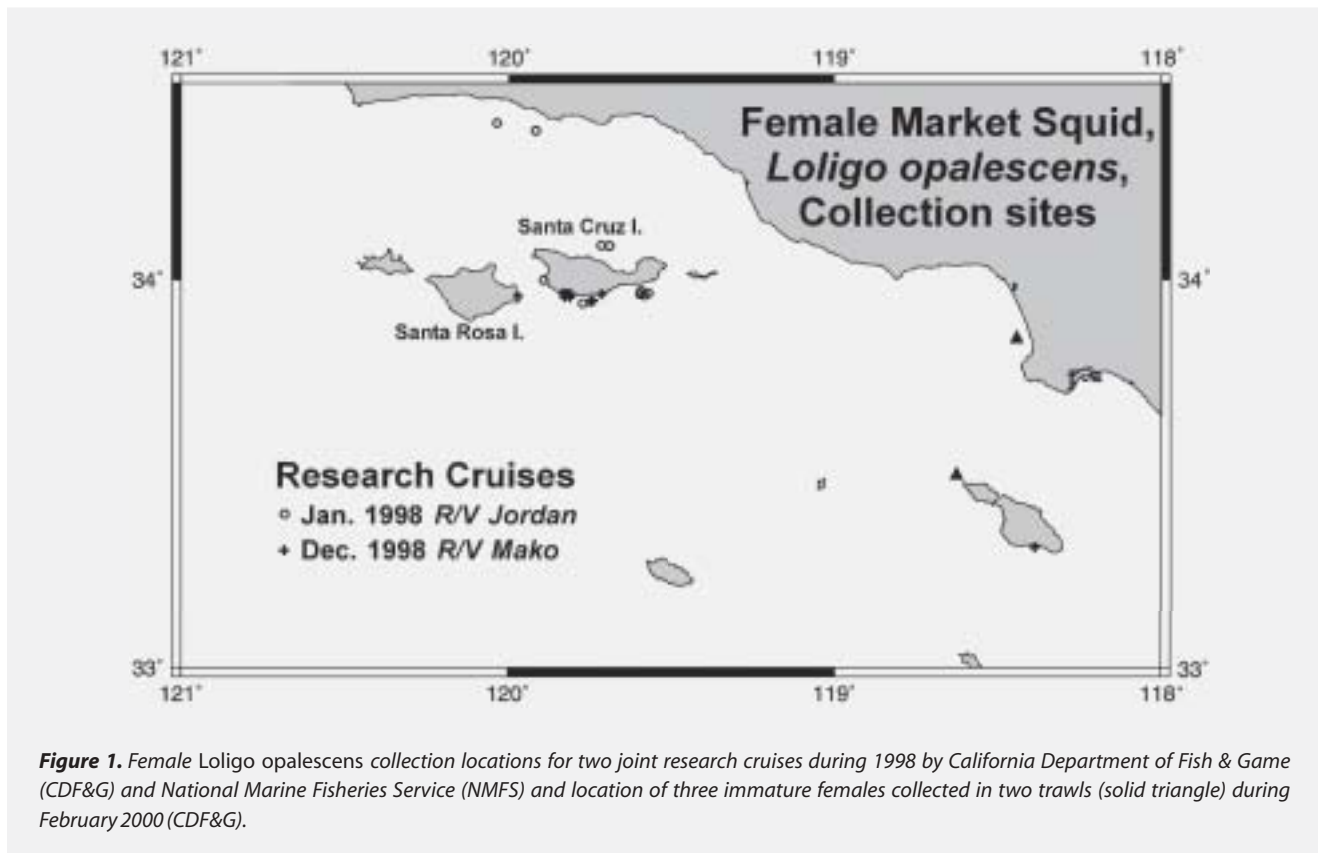 121° 120° 119° 118°
Female Market Squid,
Loligo opalescens,
Collection sites
Santa Cruz I.
34° 34°
Santa Rosa I.
Research Cruises
Jan. 1998 R/V Jordan
Dec. 1998 R/V Mako
33° 33°
121° 120° 119° 118°
Figure 1. Female Loligo opalescens collection locations for two joint research cruises during 1998 by California Department of Fish & Game
(CDF&G) and National Marine Fisheries Service (NMFS) and location of three immature females collected in two trawls (solid triangle) during
February 2000 (CDF&G).